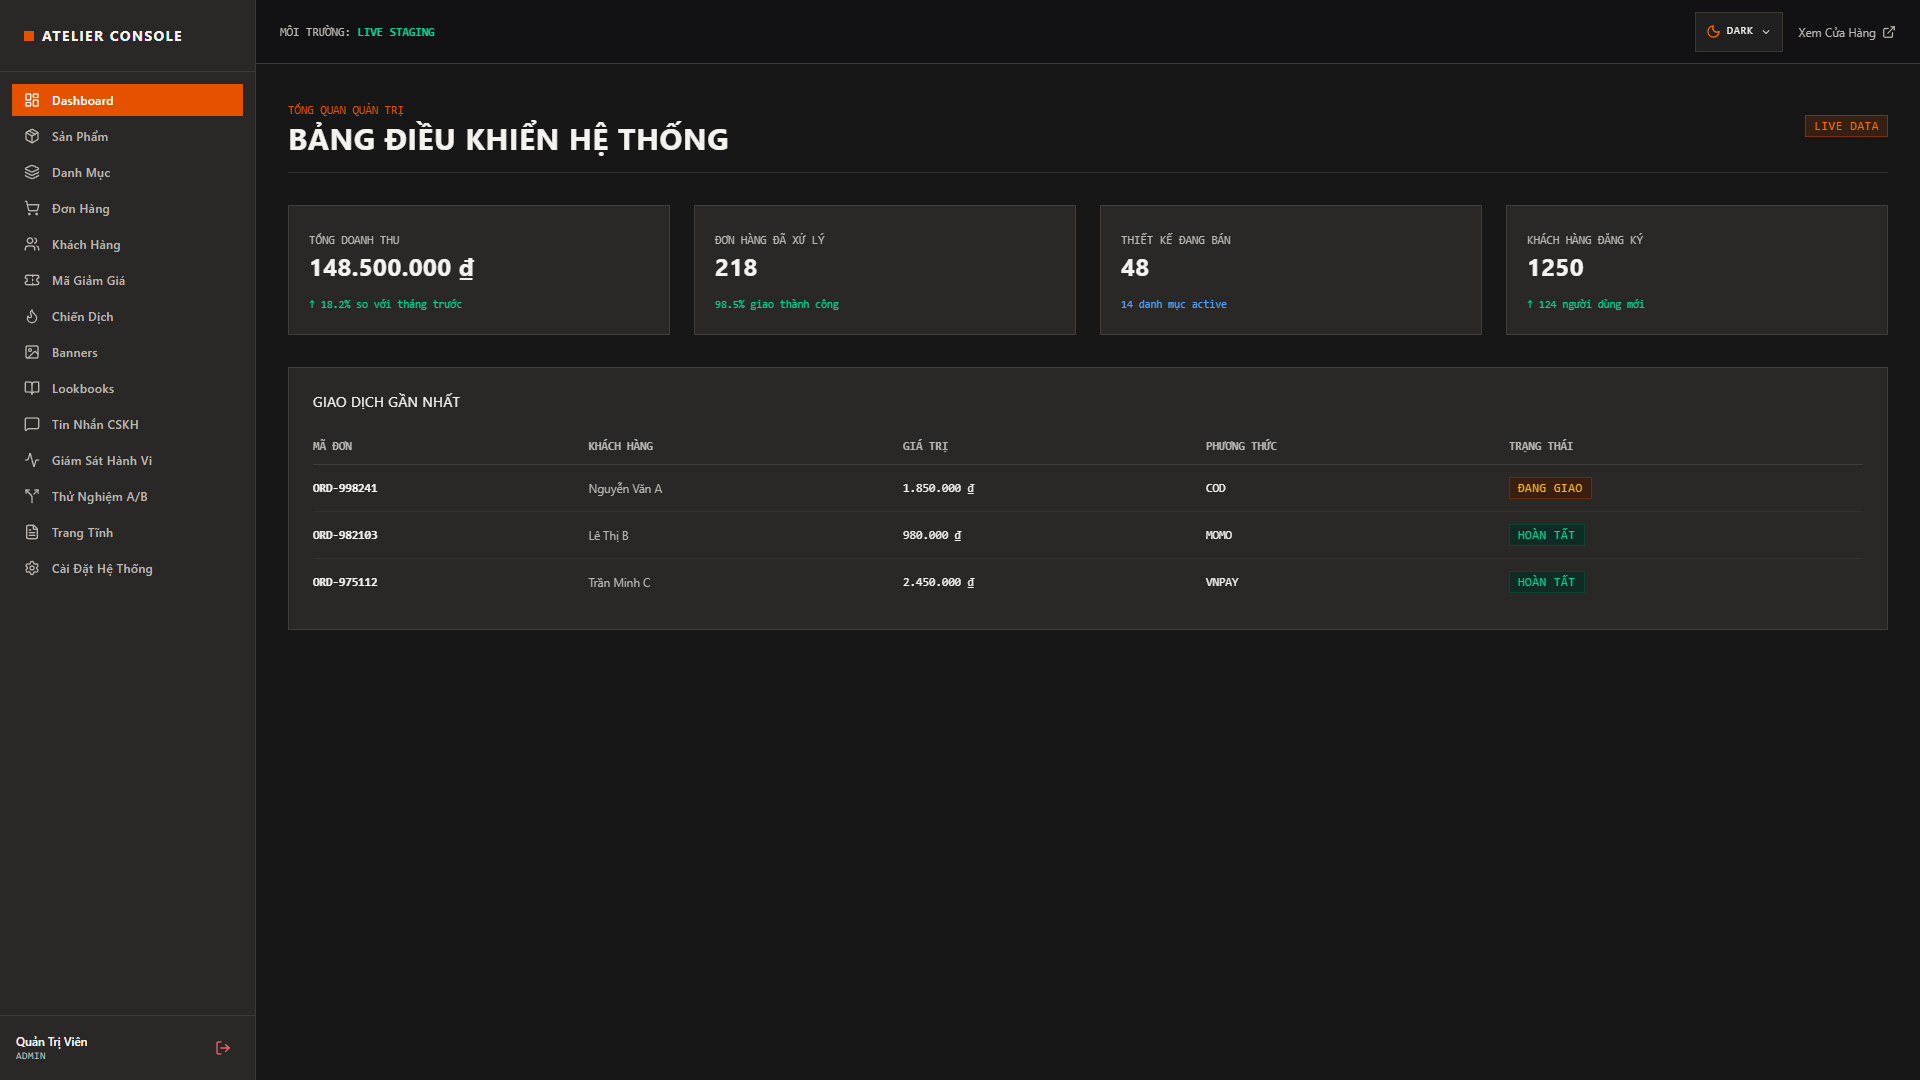 ATELIER CONSOLE
MÔI TRƯỜNG: LIVE STAGING
DARK
Xem Cửa Hàng
Dashboard
Sản Phẩm
Danh Mục
Đơn Hàng
Khách Hàng
Mã Giảm Giá
Chiến Dịch
Banners
Lookbooks
Tin Nhắn CSKH
Giám Sát Hành Vi
Thử Nghiệm A/B
Trang Tĩnh
Cài Đặt Hệ Thống
Quản Trị Viên
ADMIN
TỔNG QUAN QUẢN TRỊ
BẢNG ĐIỀU KHIỂN HỆ THỐNG
LIVE DATA
TỔNG DOANH THU
148.500.000 ₫
↑ 18.2% so với tháng trước
ĐƠN HÀNG ĐÃ XỬ LÝ
218
98.5% giao thành công
THIẾT KẾ ĐANG BÁN
48
14 danh mục active
KHÁCH HÀNG ĐĂNG KÝ
1250
↑ 124 người dùng mới
GIAO DỊCH GẦN NHẤT
MÃ ĐƠN KHÁCH HÀNG GIÁ TRỊ PHƯƠNG THỨC TRẠNG THÁI
ORD-998241 Nguyễn Văn A 1.850.000 ₫ COD ĐANG GIAO
ORD-982103 Lê Thị B 980.000 ₫ MOMO HOÀN TẤT
ORD-975112 Trần Minh C 2.450.000 ₫ VNPAY HOÀN TẤT